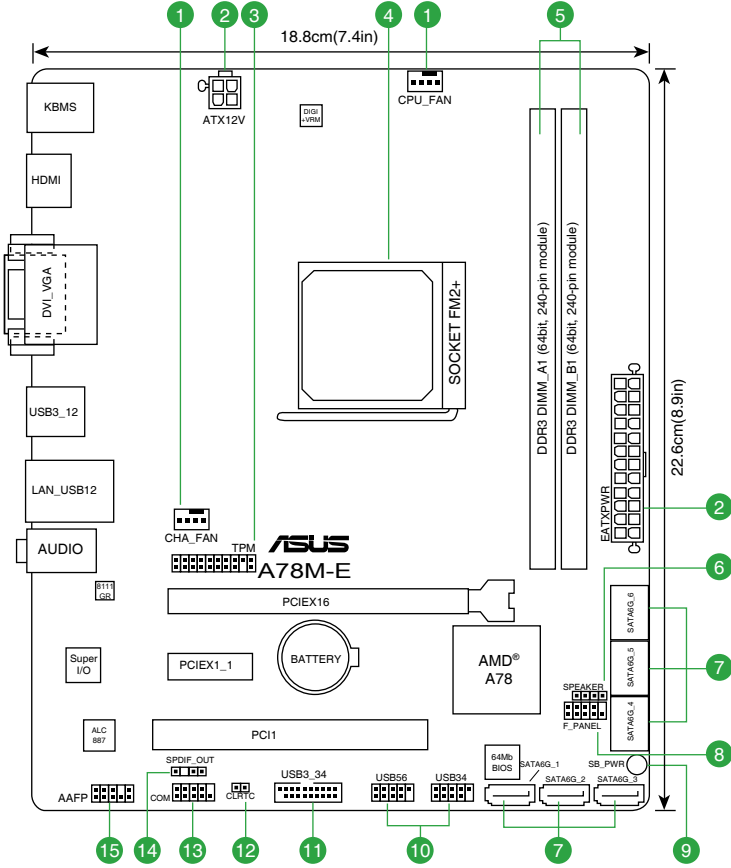 1
2
3
4
1
5
18.8cm(7.4in)
KBMS
ATX12V
DIGI
+VRM
CPU_FAN
HDMI
DVI_VGA
SOCKET FM2+
DDR3 DIMM_A1 (64bit, 240-pin module)
DDR3 DIMM_B1 (64bit, 240-pin module)
22.6cm(8.9in)
EATXPWR
USB3_12
LAN_USB12
1
3
2
CHA_FAN
TPM
ASUS
A78M-E
AUDIO
8111
GR
6
PCIEX16
SATA6G_6
Super
I/O
PCIEX1_1
BATTERY
AMD®
A78
SATA6G_5
7
SPEAKER
F_PANEL
SATA6G_4
ALC
887
PCI1
8
64Mb
BIOS
SATA6G_1
SB_PWR
SPDIF_OUT
14
USB3_34
USB56
USB34
SATA6G_2
SATA6G_3
AAFP
COM
CLRTC
15
14
13
12
11
10
7
9